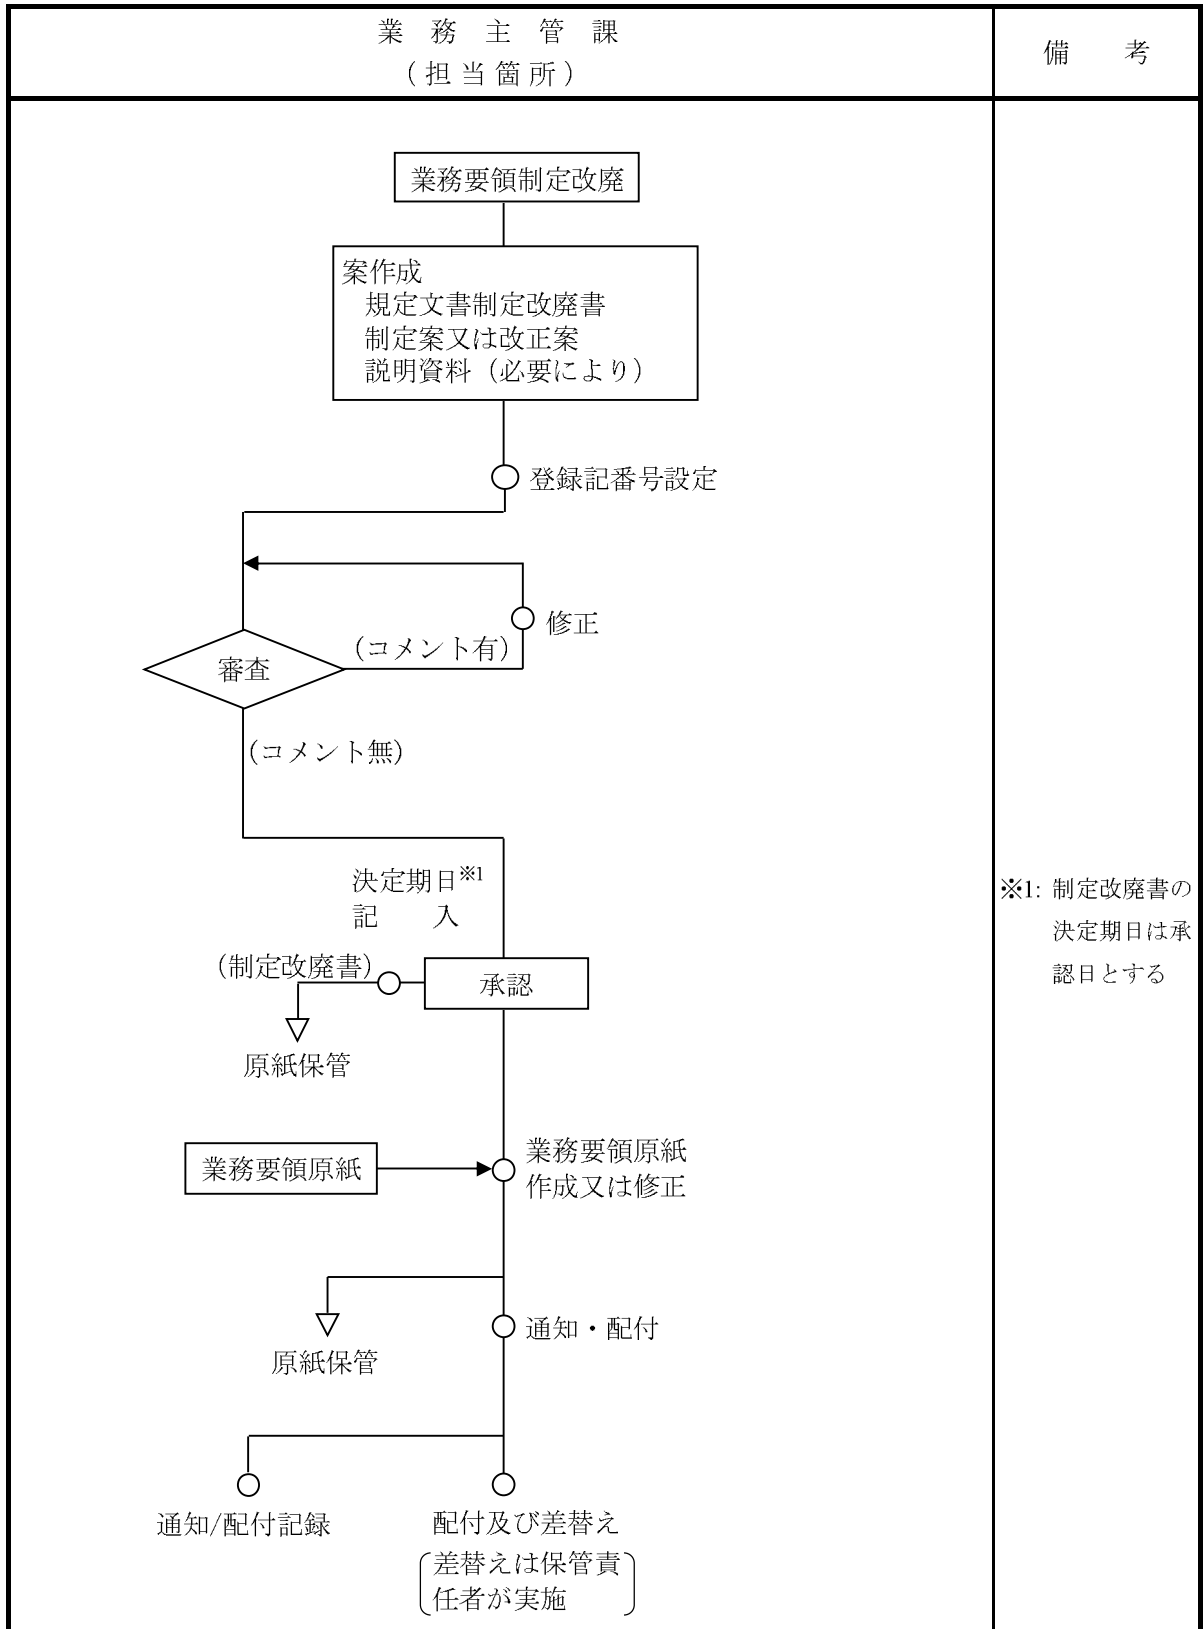 業務主管課
(担当箇所)
備考
業務要領制定改廃
案作成
規定文書制定改廃書
制定案又は改正案
説明資料（必要により）
登録記番号設定
修正
(コメント有)
審査
(コメント無)
決定期日※1
記入
(制定改廃書)
承認
原紙保管
※1: 制定改廃書の
決定期日は承
認日とする
業務要領原紙
業務要領原紙
作成又は修正
原紙保管
通知・配付
通知/配付記録
配付及び差替え
差替えは保管責
任者が実施